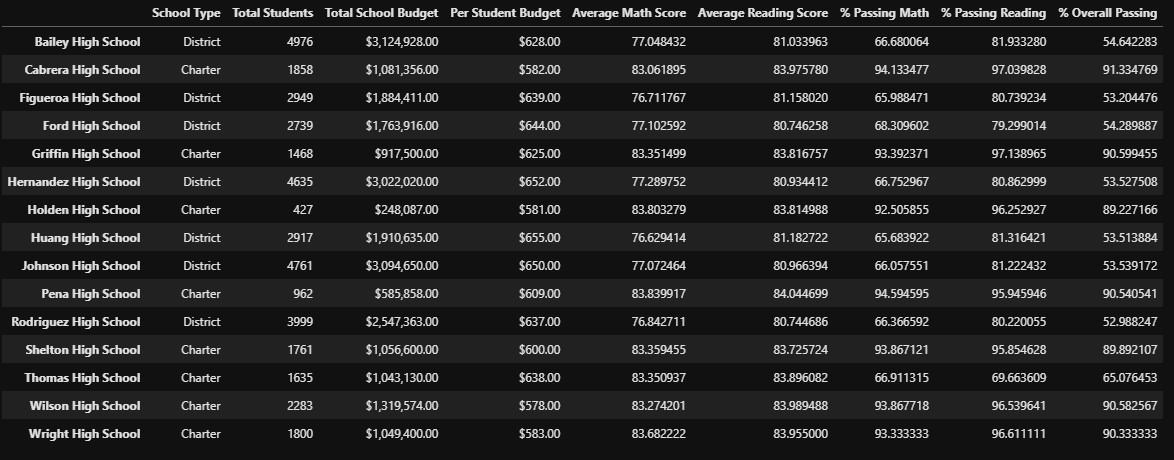 School Type Total Students Total School Budget Per Student Budget Average Math Score Average Reading Score % Passing Math % Passing Reading % Overall Passing
Bailey High School District 4976 $3,124,928.00 $628.00 77.048432 81.033963 66.680064 81.933280 54.642283
Cabrera High School Charter 1858 $1,081,356.00 $582.00 83.061895 83.975780 94.133477 97.039828 91.334769
Figueroa High School District 2949 $1,884,411.00 $639.00 76.711767 81.158020 65.988471 80.739234 53.204476
Ford High School District 2739 $1,763,916.00 $644.00 77.102592 80.746258 68.309602 79.299014 54.289887
Griffin High School Charter 1468 $917,500.00 $625.00 83.351499 83.816757 93.392371 97.138965 90.599455
Hernandez High School District 4635 $3,022,020.00 $652.00 77.289752 80.934412 66.752967 80.862999 53.527508
Holden High School Charter 427 $248,087.00 $581.00 83.803279 83.814988 92.505855 96.252927 89.227166
Huang High School District 2917 $1,910,635.00 $655.00 76.629414 81.182722 65.683922 81.316421 53.513884
Johnson High School District 4761 $3,094,650.00 $650.00 77.072464 80.966394 66.057551 81.222432 53.539172
Pena High School Charter 962 $585,858.00 $609.00 83.839917 84.044699 94.594595 95.945946 90.540541
Rodriguez High School District 3999 $2,547,363.00 $637.00 76.842711 80.744686 66.366592 80.220055 52.988247
Shelton High School Charter 1761 $1,056,600.00 $600.00 83.359455 83.725724 93.867121 95.854628 89.892107
Thomas High School Charter 1635 $1,043,130.00 $638.00 83.350937 83.896082 66.911315 69.663609 65.076453
Wilson High School Charter 2283 $1,319,574.00 $578.00 83.274201 83.989488 93.867718 96.539641 90.582567
Wright High School Charter 1800 $1,049,400.00 $583.00 83.682222 83.955000 93.333333 96.611111 90.333333